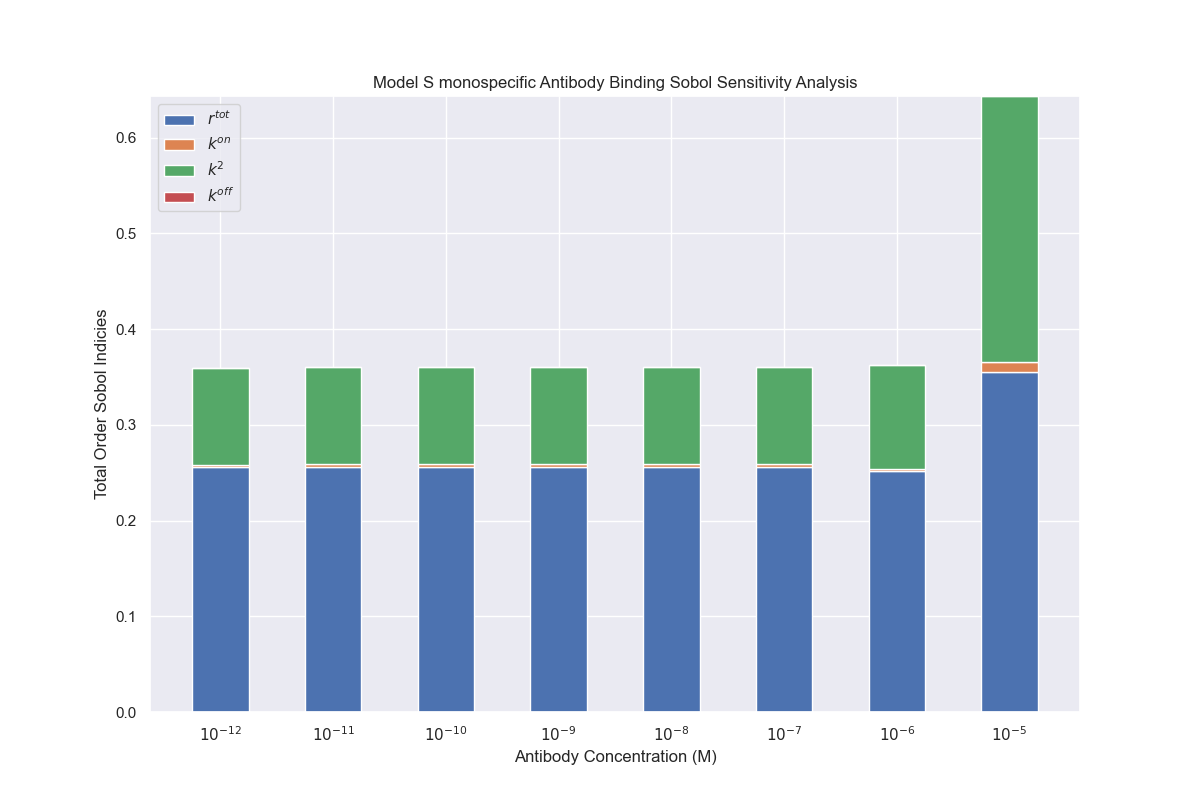 Model S monospecific Antibody Binding Sobol Sensitivity Analysis
r^{tot}
k^{on}
k^{2}
k^{off}
0.6
0.5
0.4
0.3
0.2
0.1
0.0
Total Order Sobol Indicies
10^{-12} 10^{-11} 10^{-10} 10^{-9} 10^{-8} 10^{-7} 10^{-6} 10^{-5}
Antibody Concentration (M)